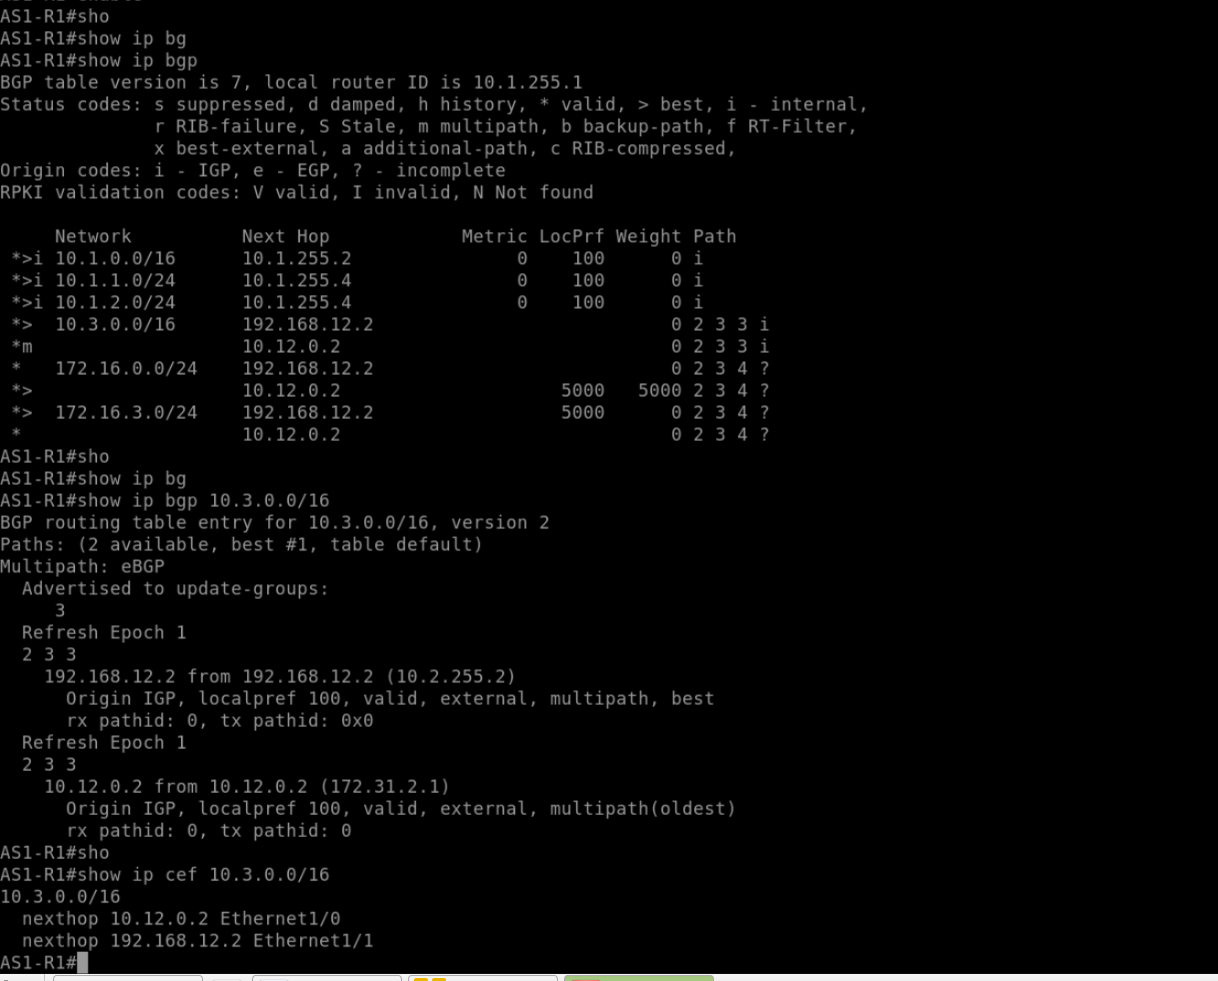 AS1-R1#sho
AS1-R1#show ip bg
AS1-R1#show ip bgp
BGP table version is 7, local router ID is 10.1.255.1
Status codes: s suppressed, d damped, h history, * valid, > best, i - internal,
              r RIB-failure, S Stale, m multipath, b backup-path, f RT-Filter,
              x best-external, a additional-path, c RIB-compressed,
Origin codes: i - IGP, e - EGP, ? - incomplete
RPKI validation codes: V valid, I invalid, N Not found

     Network          Next Hop            Metric LocPrf Weight Path
 *>i 10.1.0.0/16      10.1.255.2               0    100      0 i
 *>i 10.1.1.0/24      10.1.255.4               0    100      0 i
 *>i 10.1.2.0/24      10.1.255.4               0    100      0 i
 *>  10.3.0.0/16      192.168.12.2                           0 2 3 3 i
 *m                   10.12.0.2                              0 2 3 3 i
 *   172.16.0.0/24    192.168.12.2                           0 2 3 4 ?
 *>                   10.12.0.2                     5000   5000 2 3 4 ?
 *>  172.16.3.0/24    192.168.12.2                  5000      0 2 3 4 ?
 *                    10.12.0.2                              0 2 3 4 ?
AS1-R1#sho
AS1-R1#show ip bg
AS1-R1#show ip bgp 10.3.0.0/16
BGP routing table entry for 10.3.0.0/16, version 2
Paths: (2 available, best #1, table default)
Multipath: eBGP
  Advertised to update-groups:
     3
  Refresh Epoch 1
  2 3 3
    192.168.12.2 from 192.168.12.2 (10.2.255.2)
      Origin IGP, localpref 100, valid, external, multipath, best
      rx pathid: 0, tx pathid: 0x0
  Refresh Epoch 1
  2 3 3
    10.12.0.2 from 10.12.0.2 (172.31.2.1)
      Origin IGP, localpref 100, valid, external, multipath(oldest)
      rx pathid: 0, tx pathid: 0
AS1-R1#sho
AS1-R1#show ip cef 10.3.0.0/16
10.3.0.0/16
  nexthop 10.12.0.2 Ethernet1/0
  nexthop 192.168.12.2 Ethernet1/1
AS1-R1#